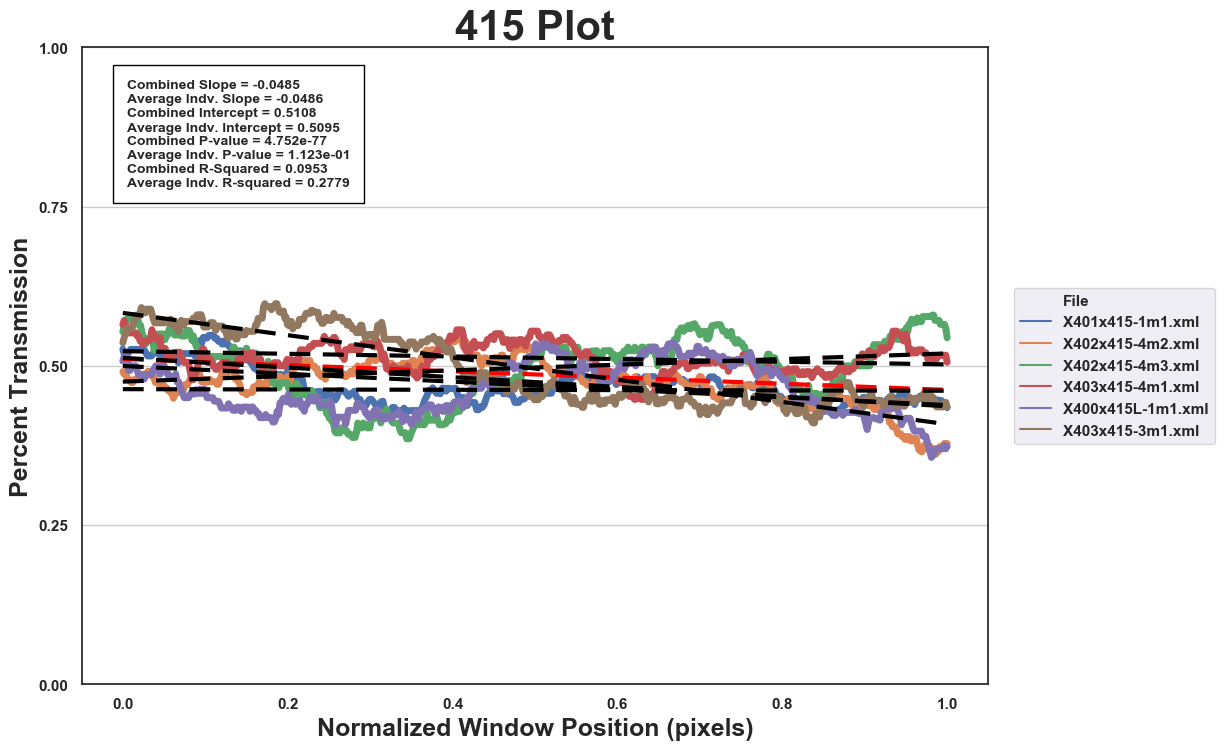 415 Plot
1.00
0.75
0.50
0.25
0.00
Percent Transmission
Combined Slope = -0.0485
Average Indv. Slope = -0.0486
Combined Intercept = 0.5108
Average Indv. Intercept = 0.5095
Combined P-value = 4.752e-77
Average Indv. P-value = 1.123e-01
Combined R-Squared = 0.0953
Average Indv. R-squared = 0.2779
0.0 0.2 0.4 0.6 0.8 1.0
Normalized Window Position (pixels)
File
X401x415-1m1.xml
X402x415-4m2.xml
X402x415-4m3.xml
X403x415-4m1.xml
X400x415L-1m1.xml
X403x415-3m1.xml